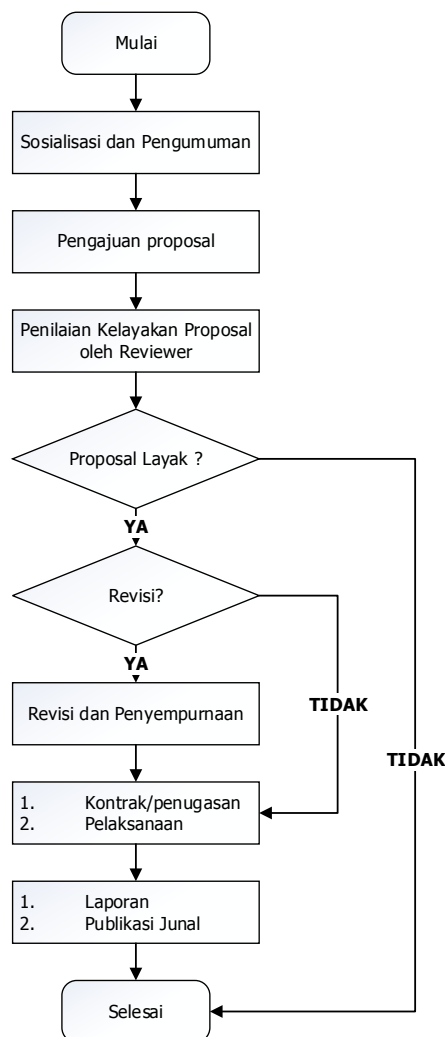 Mulai
Sosialisasi dan Pengumuman
Pengajuan proposal
Penilaian Kelayakan Proposal
oleh Reviewer
Proposal Layak ?
YA
Revisi?
YA
Revisi dan Penyempurnaan
TIDAK
TIDAK
1. Kontrak/penugasan
2. Pelaksanaan
1. Laporan
2. Publikasi Junal
Selesai